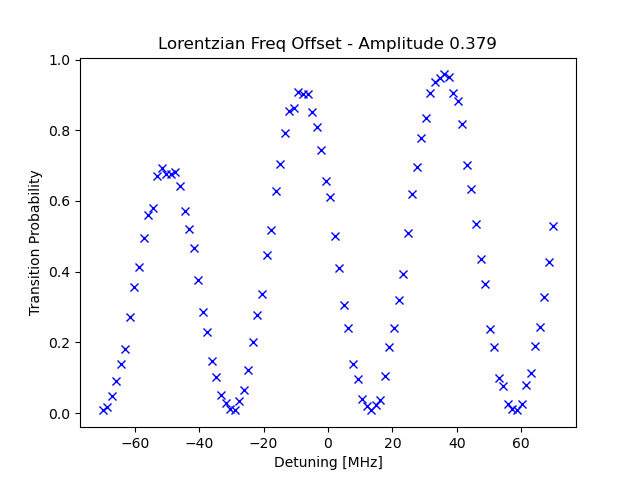 Lorentzian Freq Offset - Amplitude 0.379
1.0
0.8
0.6
0.4
0.2
0.0
Transition Probability
−60 −40 −20 0 20 40 60
Detuning [MHz]